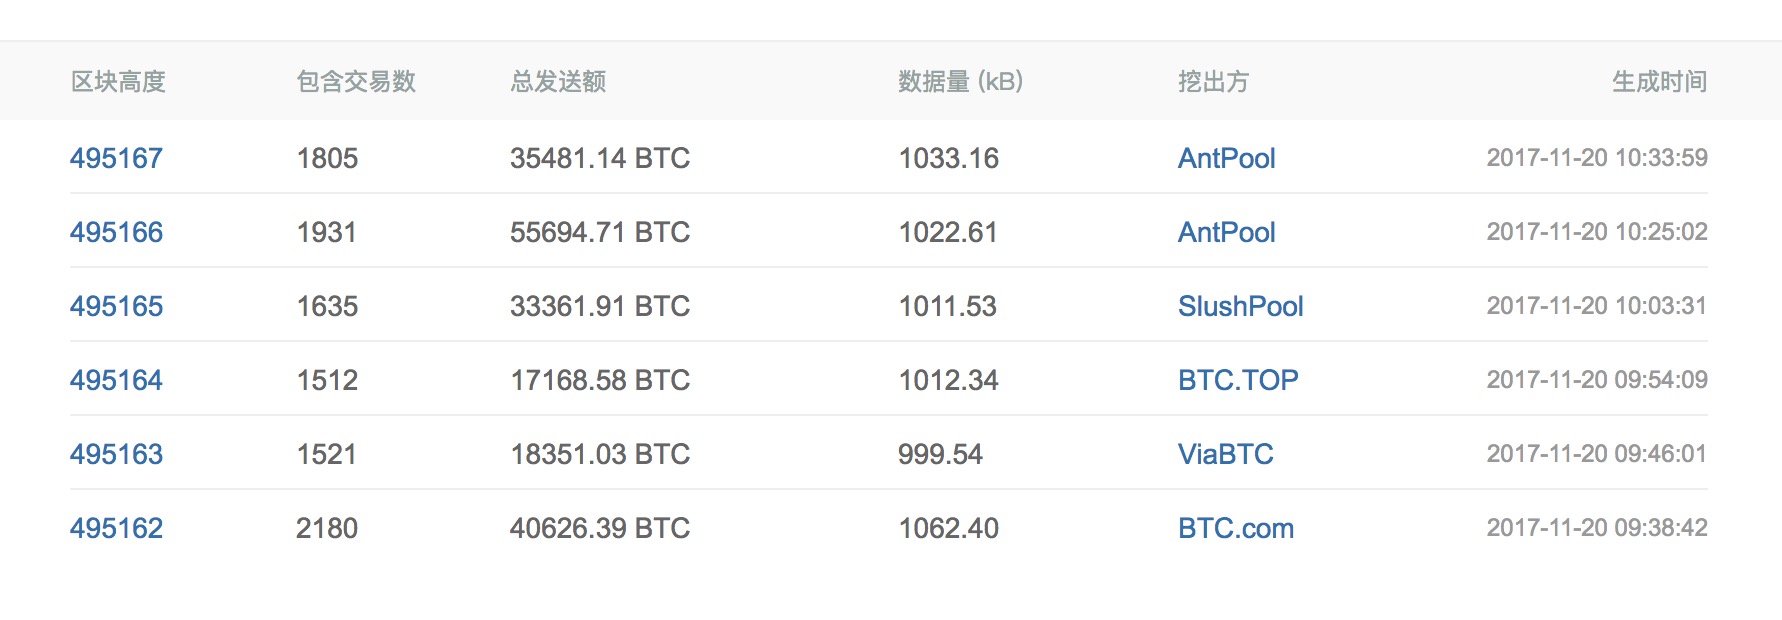 区块高度 包含交易数 总发送额 数据量 (kB) 挖出方 生成时间
495167 1805 35481.14 BTC 1033.16 AntPool 2017-11-20 10:33:59
495166 1931 55694.71 BTC 1022.61 AntPool 2017-11-20 10:25:02
495165 1635 33361.91 BTC 1011.53 SlushPool 2017-11-20 10:03:31
495164 1512 17168.58 BTC 1012.34 BTC.TOP 2017-11-20 09:54:09
495163 1521 18351.03 BTC 999.54 ViaBTC 2017-11-20 09:46:01
495162 2180 40626.39 BTC 1062.40 BTC.com 2017-11-20 09:38:42